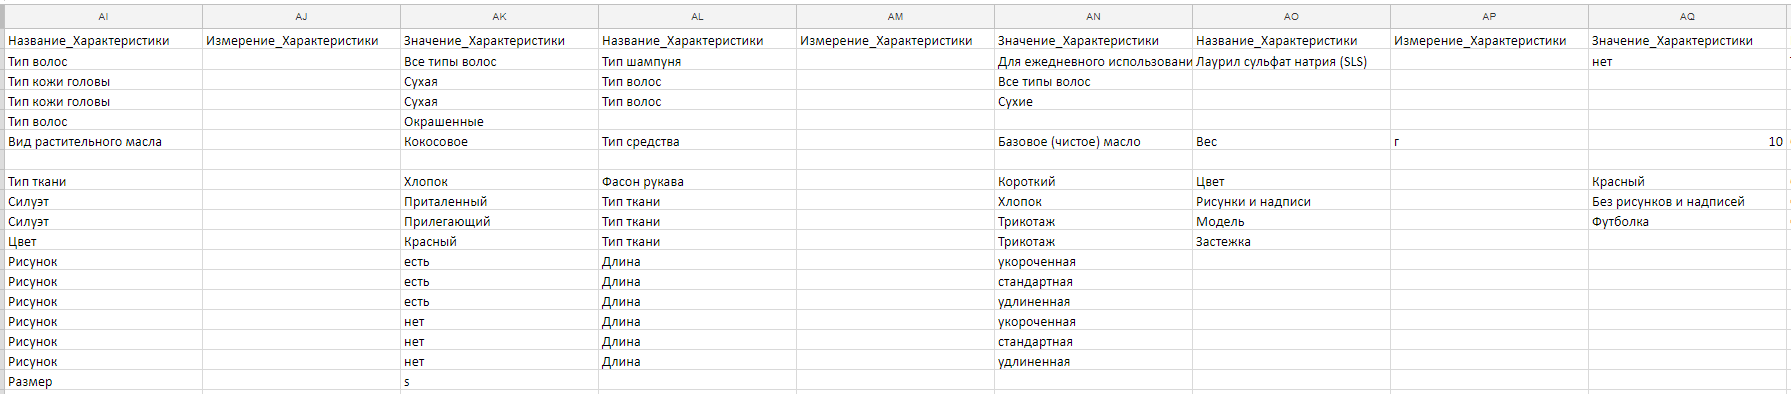 AI AJ AK AL AM AN AO AP AQ
Название_Характеристики Измерение_Характеристики Значение_Характеристики Название_Характеристики Измерение_Характеристики Значение_Характеристики Название_Характеристики Измерение_Характеристики Значение_Характеристики
Тип волос Все типы волос Тип шампуня Для ежедневного использовани Лаурил сульфат натрия (SLS) нет
Тип кожи головы Сухая Тип волос Все типы волос
Тип кожи головы Сухая Тип волос Сухие
Тип волос Окрашенные
Вид растительного масла Кокосовое Тип средства Базовое (чистое) масло Вес г 10
Тип ткани Хлопок Фасон рукава Короткий Цвет Красный
Силуэт Приталенный Тип ткани Хлопок Рисунки и надписи Без рисунков и надписей
Силуэт Прилегающий Тип ткани Трикотаж Модель Футболка
Цвет Красный Тип ткани Трикотаж Застежка
Рисунок есть Длина укороченная
Рисунок есть Длина стандартная
Рисунок есть Длина удлиненная
Рисунок нет Длина укороченная
Рисунок нет Длина стандартная
Рисунок нет Длина удлиненная
Размер s